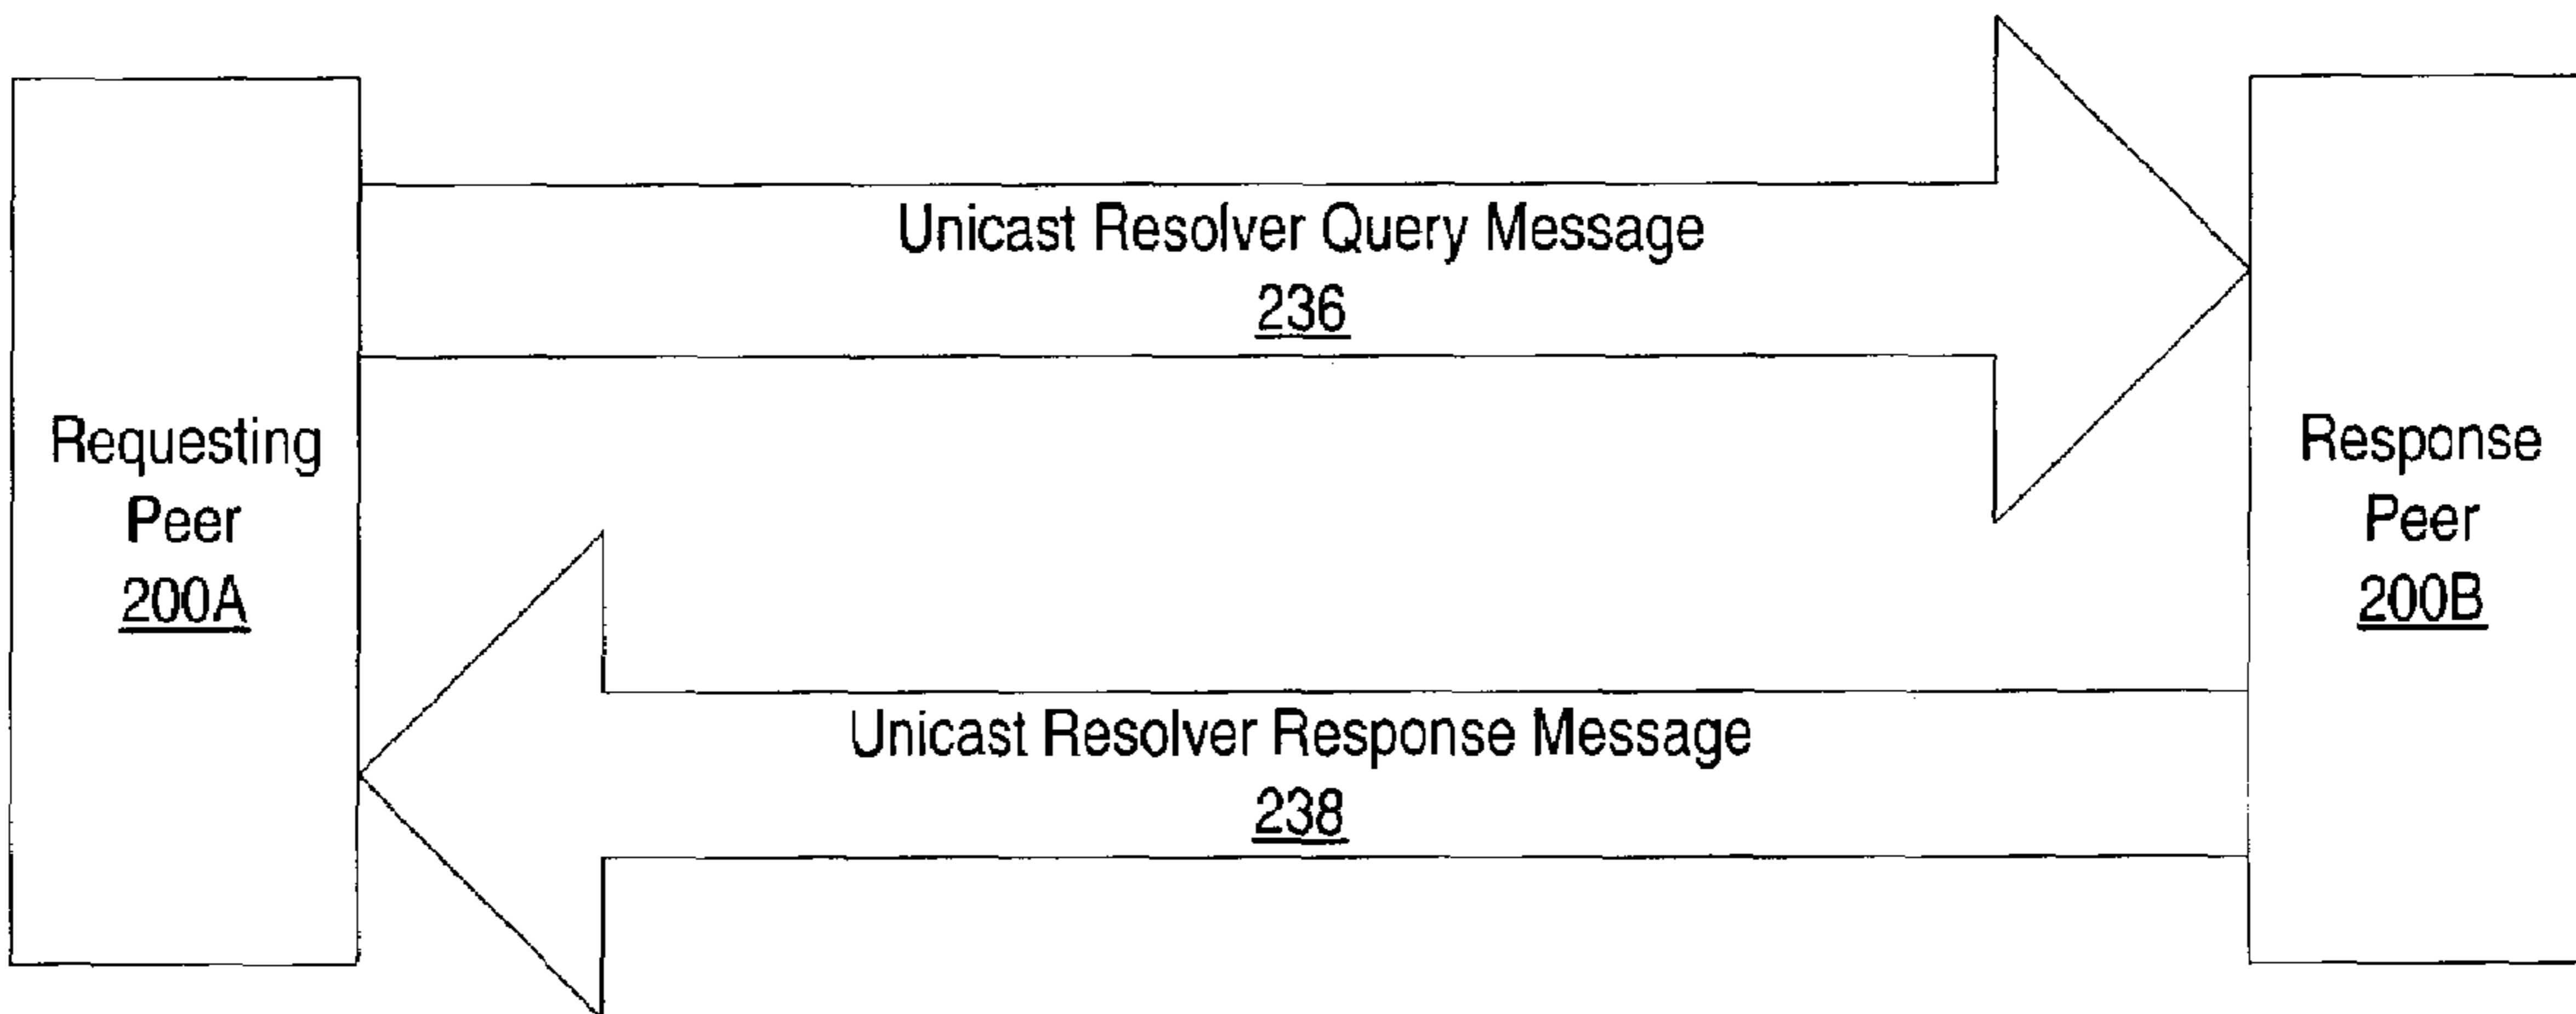 Unicast Resolver Query Message
236
Requesting
Peer
200A
Response
Peer
200B
Unicast Resolver Response Message
238